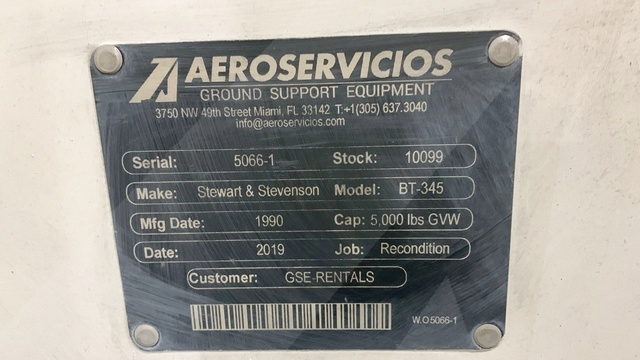 AEROSERVICIOS
GROUND SUPPORT EQUIPMENT
3750 NW 49th Street Miami, FL 33142 T:+1(305) 637.3040
info@aeroservicios.com
Serial: 5066-1 Stock: 10099
Make: Stewart & Stevenson Model: BT-345
Mfg Date: 1990 Cap: 5,000 lbs GVW
Date: 2019 Job: Recondition
Customer: GSE-RENTALS
W.O5066-1